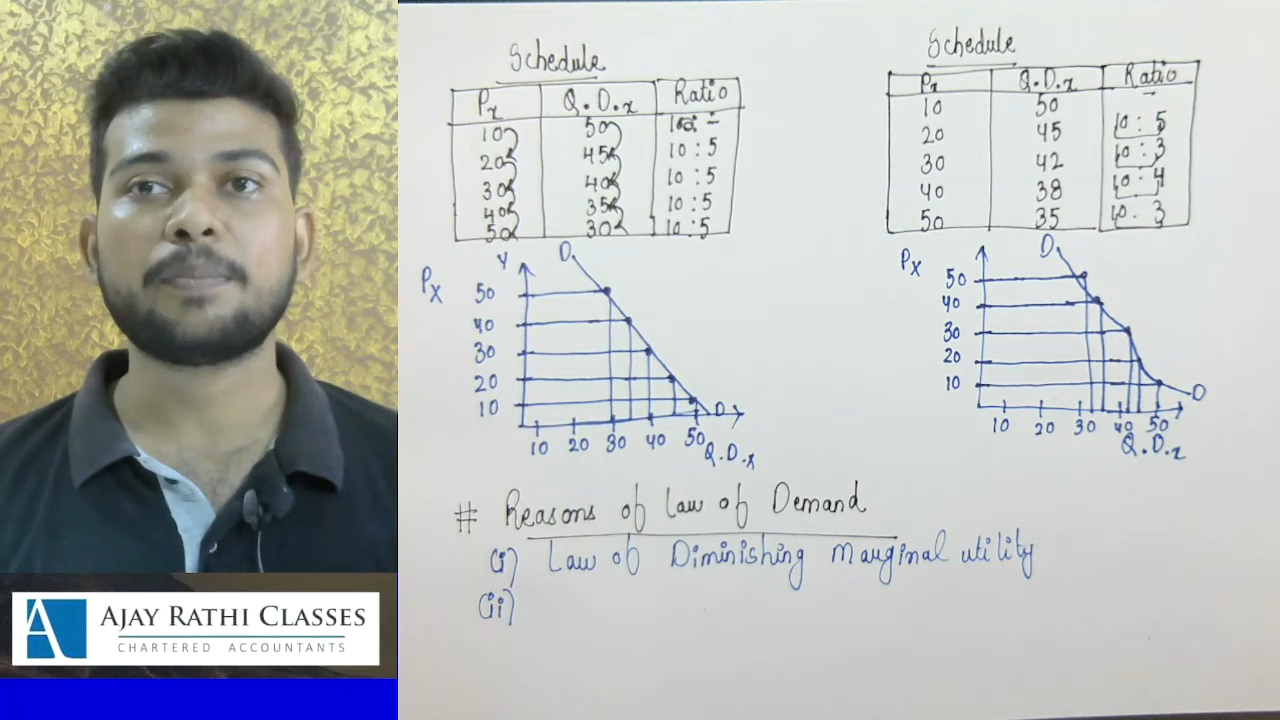 Schedule
Px Q.D.x Ratio
10 50 -
20 45 10 : 5
30 40 10 : 5
40 35 10 : 5
50 30 10 : 5
Schedule
Px Q.D.x Ratio
10 50 -
20 45 10 : 5
30 42 10 : 3
40 38 10 : 4
50 35 10 : 3
D
Y
Px
50
40
30
20
10
D
10 20 30 40 50
Q.D.x
D
Px
50
40
30
20
10
D
10 20 30 40 50
Q.D.x
# Reasons of Law of Demand
(i) Law of Diminishing Marginal utility
(ii)
A
AJAY RATHI CLASSES
CHARTERED ACCOUNTANTS